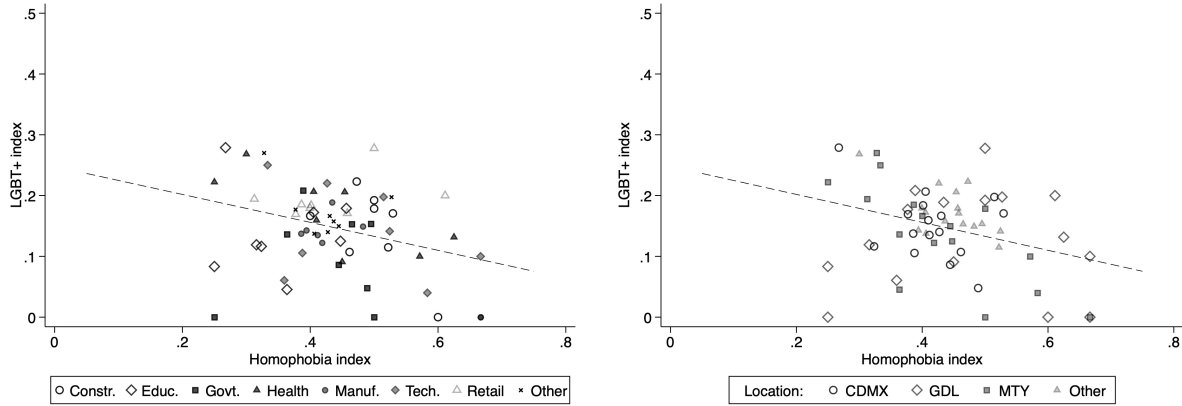 .5
.4
.3
.2
.1
0
LGBT+ index
0 .2 .4 .6 .8
Homophobia index
Constr. Educ. Govt. Health Manuf. Tech. Retail Other
.5
.4
.3
.2
.1
0
LGBT+ index
0 .2 .4 .6 .8
Homophobia index
Location: CDMX GDL MTY Other